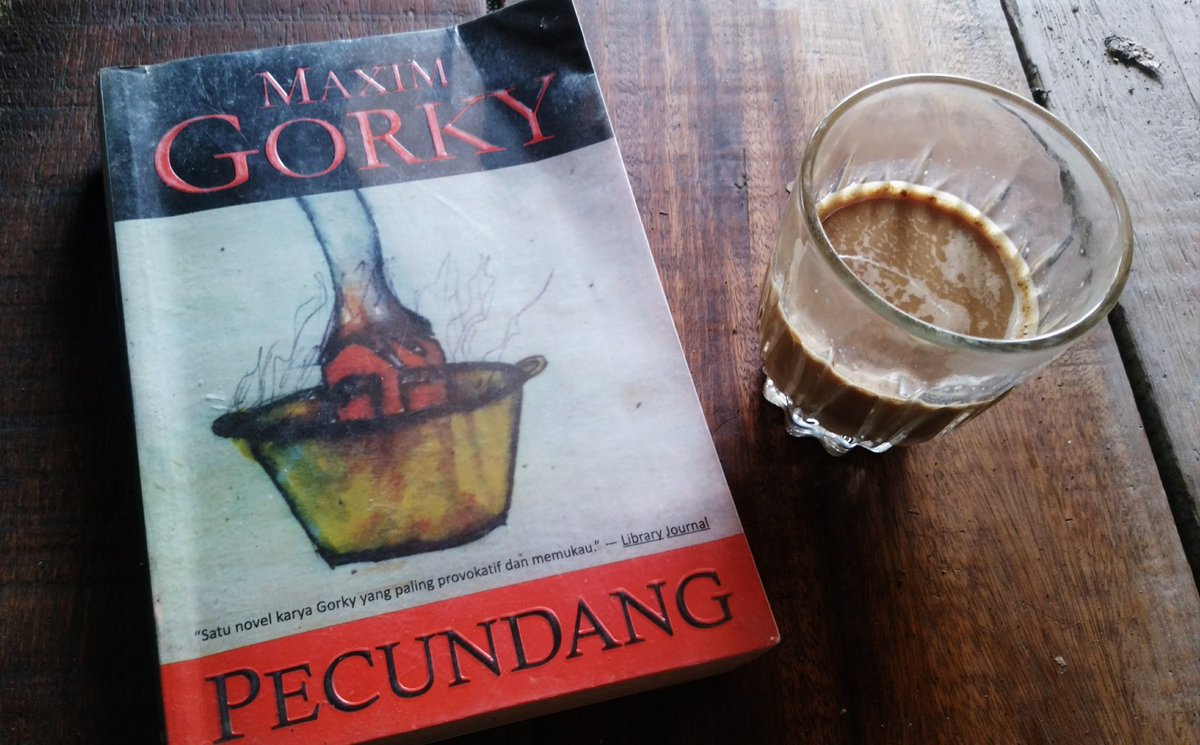 MAXIM
GORKY
"Satu novel karya Gorky yang paling provokatif dan memukau." — Library Journal
PECUNDANG